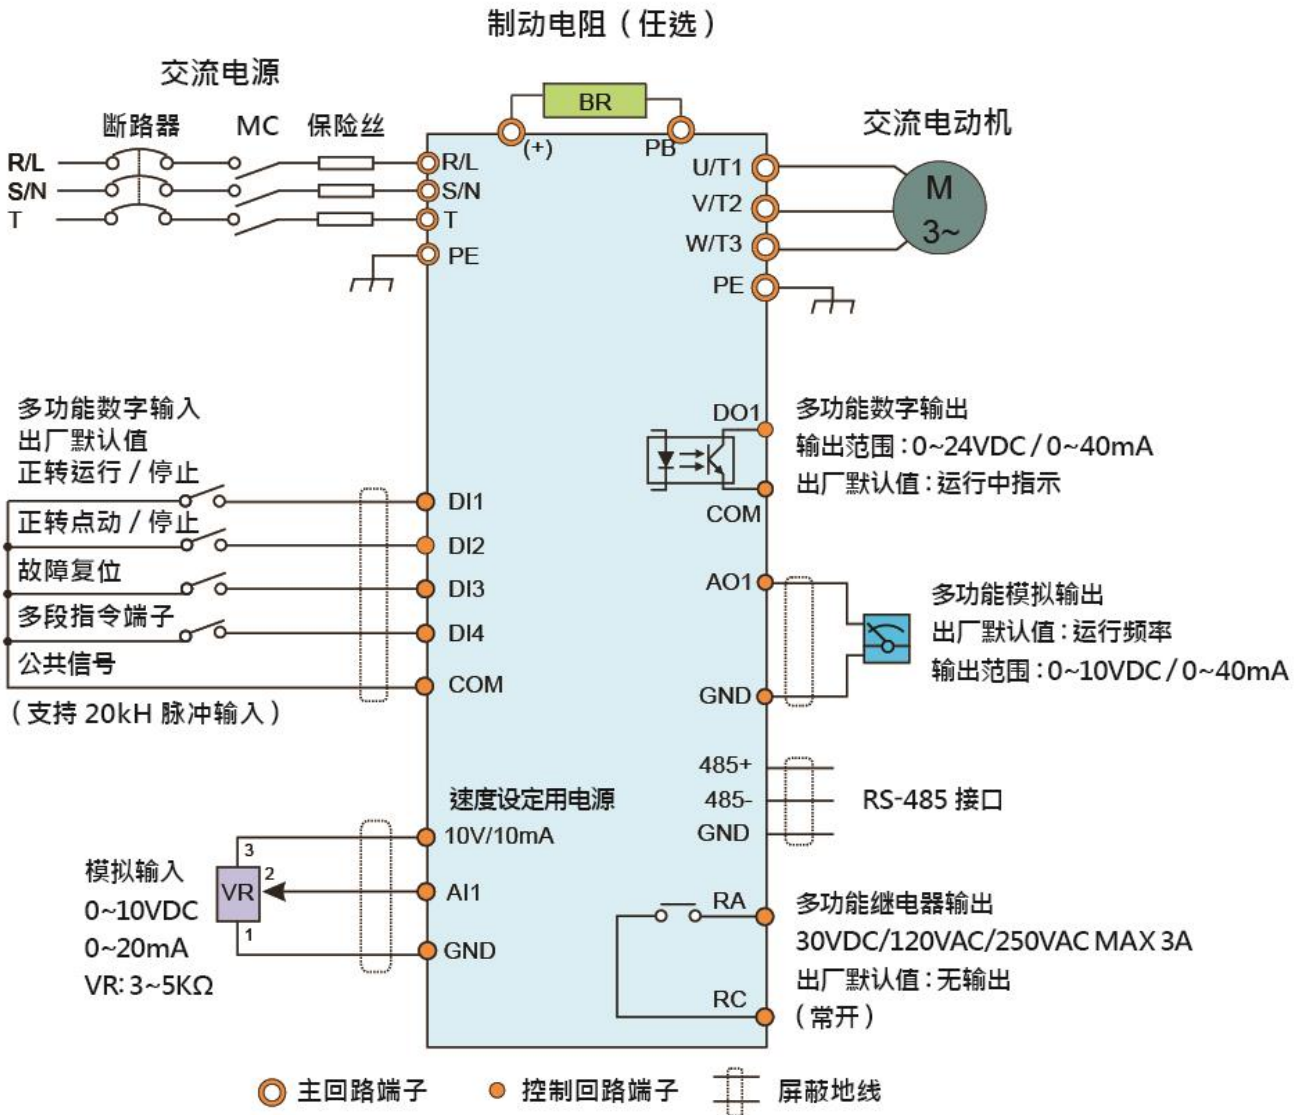 制动电阻（任选）
交流电源
断路器 MC 保险丝
BR
(+)
PB
交流电动机
R/L
S/N
T
R/L
S/N
T
PE
U/T1
V/T2
W/T3
PE
M
3~
多功能数字输入
出厂默认值
正转运行 / 停止
正转点动 / 停止
故障复位
多段指令端子
公共信号
（支持 20kH 脉冲输入）
DI1
DI2
DI3
DI4
COM
DO1
COM
多功能数字输出
输出范围：0~24VDC / 0~40mA
出厂默认值：运行中指示
AO1
GND
多功能模拟输出
出厂默认值：运行频率
输出范围：0~10VDC / 0~40mA
485+
485-
GND
RS-485 接口
速度设定用电源
10V/10mA
AI1
GND
3
2
VR
1
模拟输入
0~10VDC
0~20mA
VR: 3~5KΩ
RA
RC
多功能继电器输出
30VDC/120VAC/250VAC MAX 3A
出厂默认值：无输出
（常开）
主回路端子 控制回路端子 屏蔽地线